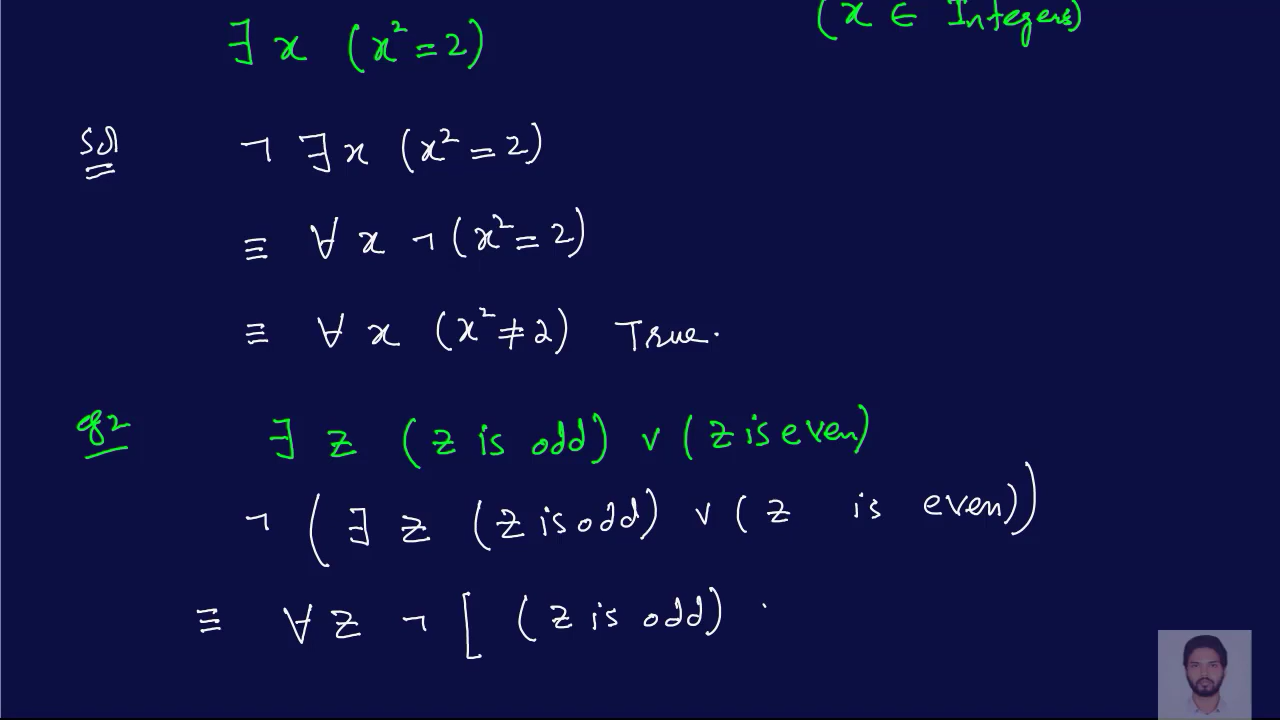 ∃ x (x² = 2) (x ∈ Integers)
Sol ¬ ∃ x (x² = 2)
≡ ∀ x ¬ (x² = 2)
≡ ∀ x (x² ≠ 2) True.
∃ z (z is odd) ∨ (z is even)
¬ (∃ z (z is odd) ∨ (z is even))
≡ ∀ z ¬ [ (z is odd)